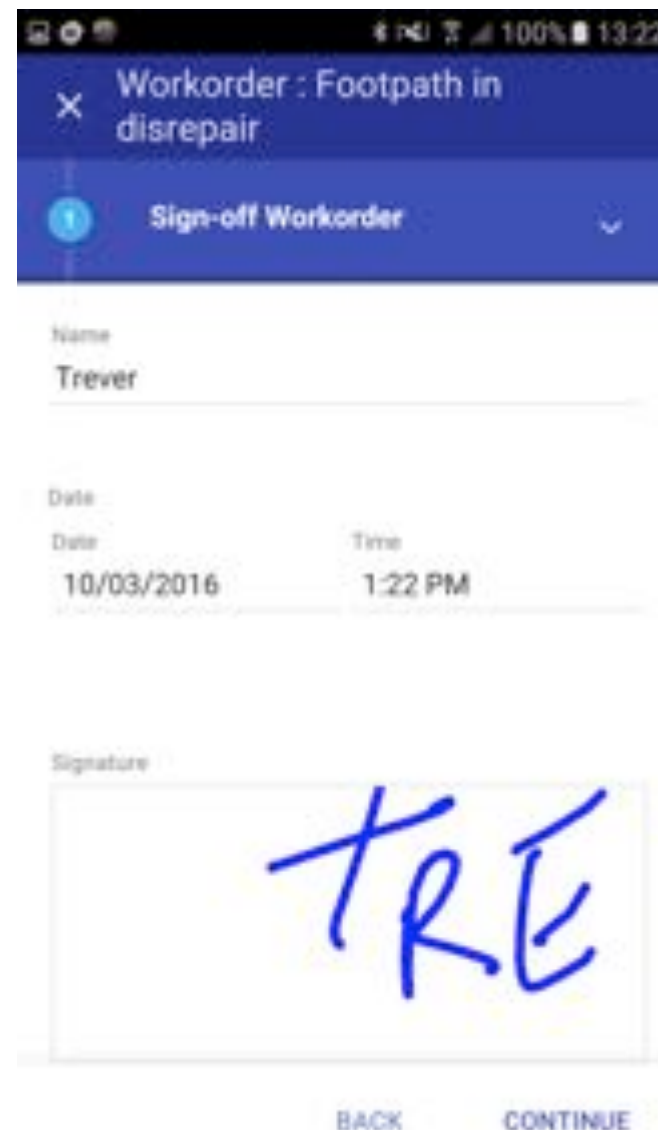 100% 13:22
Workorder : Footpath in
disrepair
1 Sign-off Workorder
Name
Trever
Date
Date Time
10/03/2016 1:22 PM
Signature
TRE
BACK CONTINUE